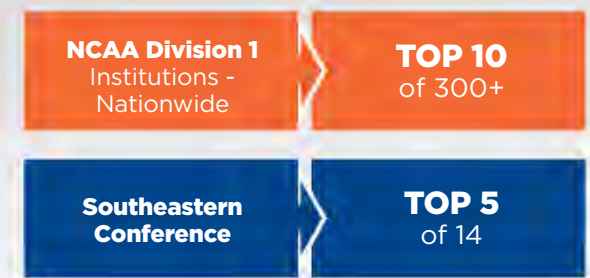 NCAA Division 1
Institutions -
Nationwide
TOP 10
of 300+
Southeastern
Conference
TOP 5
of 14